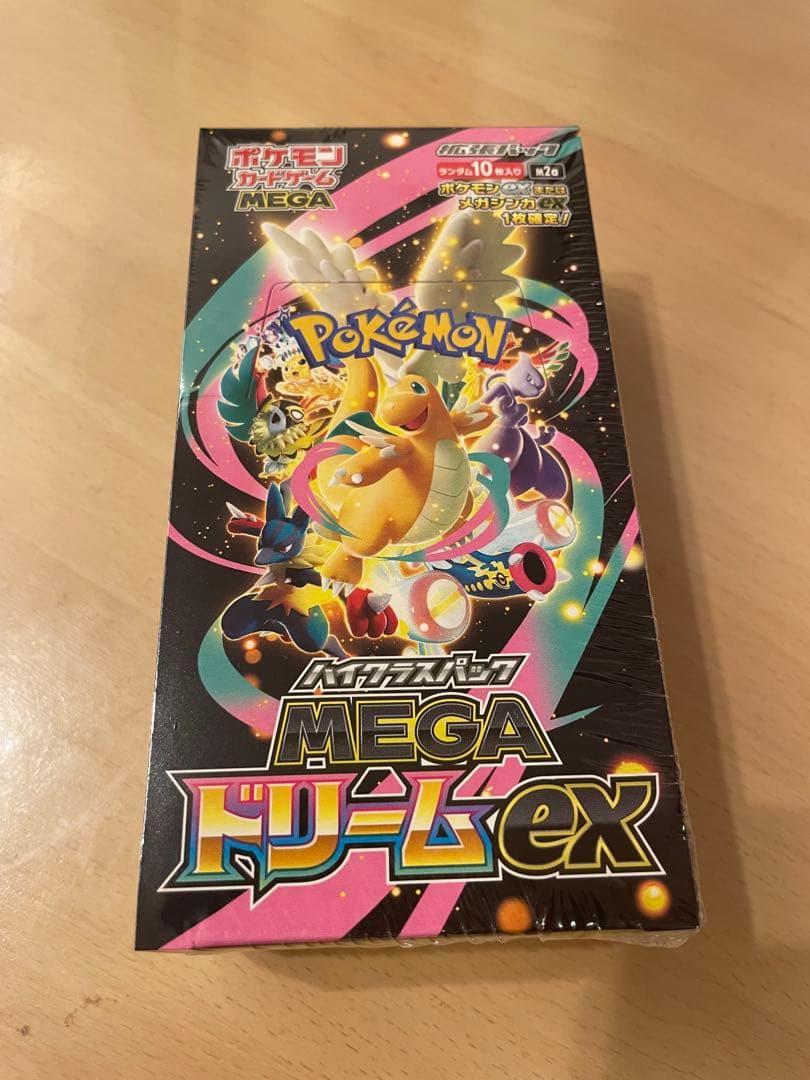 ポケモン
カードゲーム
MEGA
拡張パック
ランダム10枚入り M2a
ポケモンexまたは
メガシンカex
1枚確定!
POKéMON
ハイクラスパック
MEGA
ドリームex